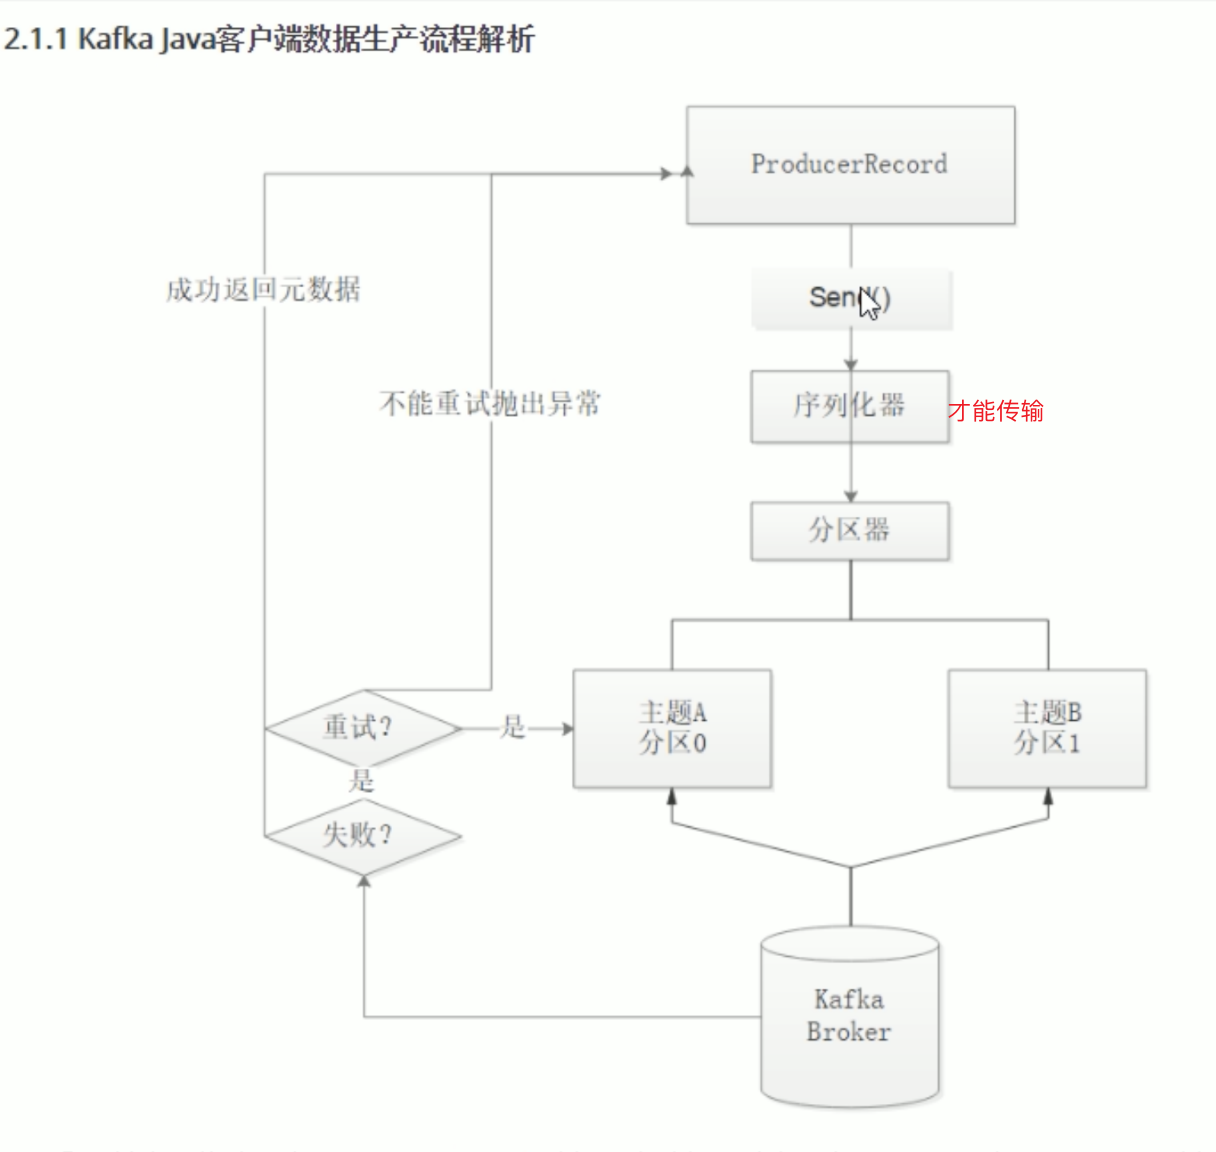 2.1.1 Kafka Java客户端数据生产流程解析
ProducerRecord
成功返回元数据
Send()
不能重试抛出异常
序列化器
才能传输
分区器
重试?
是
主题A
分区0
主题B
分区1
是
失败?
Kafka
Broker